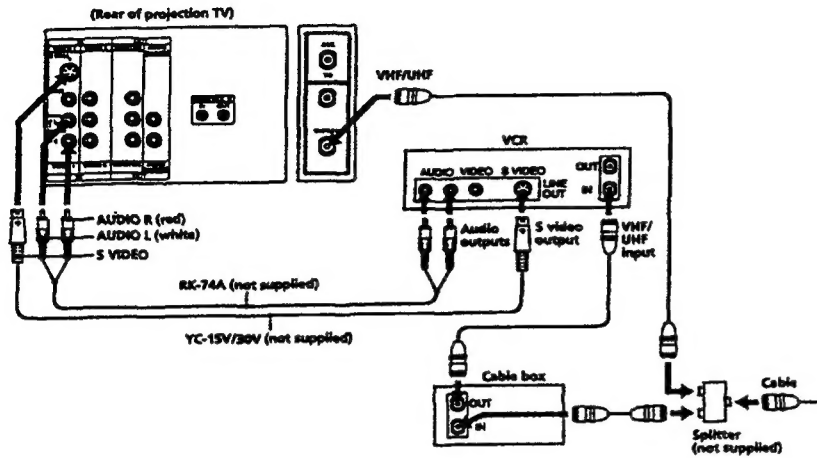 (Rear of projection TV)
VHF/UHF
VCR
AUDIO VIDEO S VIDEO
OUT
LINE OUT
IN
AUDIO R (red)
AUDIO L (white)
S VIDEO
Audio outputs
S video output
VHF/
UHF
input
RK-74A (not supplied)
YC-15V/30V (not supplied)
Cable box
OUT
IN
Cable
Splitter
(not supplied)